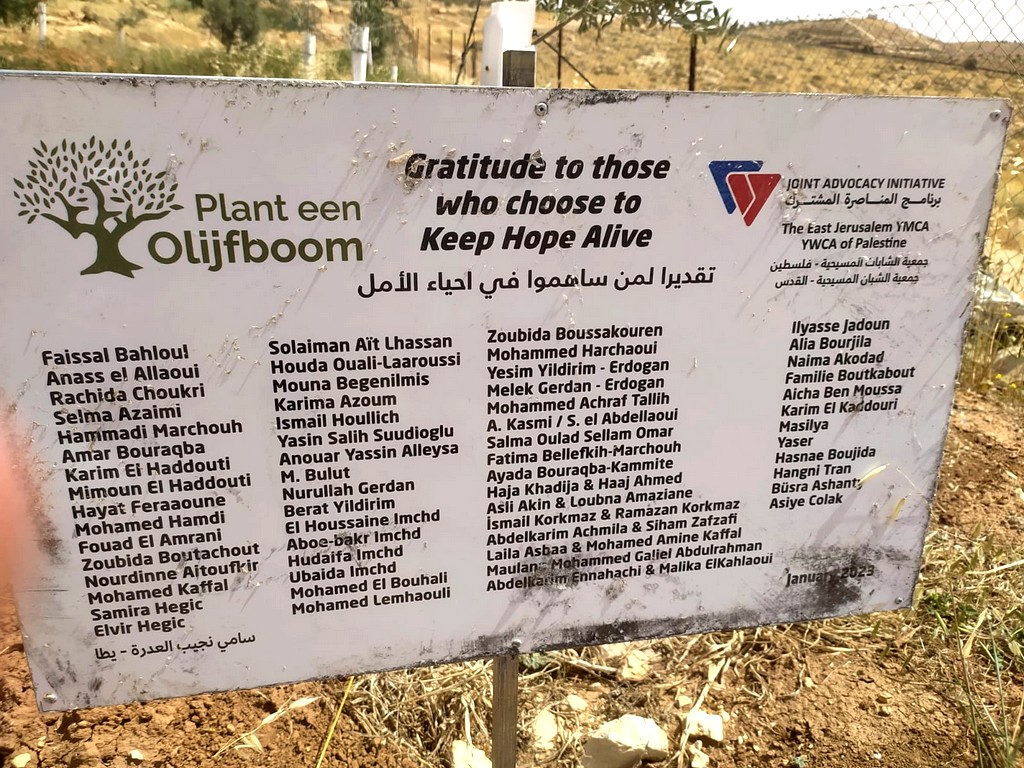 Plant een
Olijfboom
Gratitude to those
who choose to
Keep Hope Alive
تقديرا لمن ساهموا في احياء الأمل
JOINT ADVOCACY INITIATIVE
برنامج المناصرة المشترك
The East Jerusalem YMCA
YWCA of Palestine
جمعية الشابات المسيحية - فلسطين
جمعية الشبان المسيحية - القدس
Faissal Bahloul
Anass el Allaoui
Rachida Choukri
Selma Azaimi
Hammadi Marchouh
Amar Bouraqba
Karim El Haddouti
Mimoun El Haddouti
Hayat Feraaoune
Mohamed Hamdi
Fouad El Amrani
Zoubida Boutachout
Nourdinne Aitoufkir
Mohamed Kaffal
Samira Hegic
Elvir Hegic
سامي نجيب العدرة - يطا
Solaiman Aït Lhassan
Houda Ouali-Laaroussi
Mouna Begenilmis
Karima Azoum
Ismail Houllich
Yasin Salih Suudioglu
Anouar Yassin Alleysa
M. Bulut
Nurullah Gerdan
Berat Yildirim
El Houssaine Imchd
Aboe-bakr Imchd
Hudaifa Imchd
Ubaida Imchd
Mohamed El Bouhali
Mohamed Lemhaouli
Zoubida Boussakouren
Mohammed Harchaoui
Yesim Yildirim - Erdogan
Melek Gerdan - Erdogan
Mohammed Achraf Tallih
A. Kasmi / S. el Abdellaoui
Salma Oulad Sellam Omar
Fatima Bellefkih-Marchouh
Ayada Bouraqba-Kammite
Haja Khadija & Haaj Ahmed
Asli Akin & Loubna Amaziane
İsmail Korkmaz & Ramazan Korkmaz
Abdelkarim Achmila & Siham Zafzafi
Laila Asbaa & Mohamed Amine Kaffal
Maulana Mohammed Galiel Abdulrahman
Abdelkarim Ennahachi & Malika ElKahlaoui
Ilyasse Jadoun
Alia Bourjila
Naima Akodad
Familie Boutkabout
Aicha Ben Moussa
Karim El Kaddouri
Masilya
Yaser
Hasnae Boujida
Hangni Tran
Büsra Ashanty
Asiye Colak
January 2023